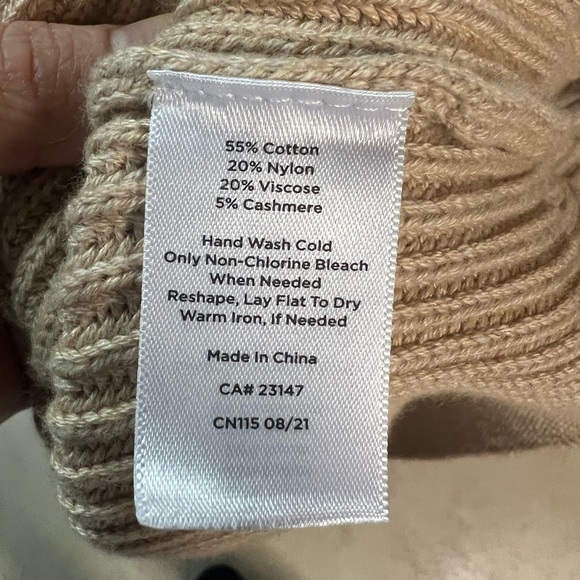 55% Cotton
20% Nylon
20% Viscose
5% Cashmere
Hand Wash Cold
Only Non-Chlorine Bleach
When Needed
Reshape, Lay Flat To Dry
Warm Iron, If Needed
Made In China
CA# 23147
CN115 08/21